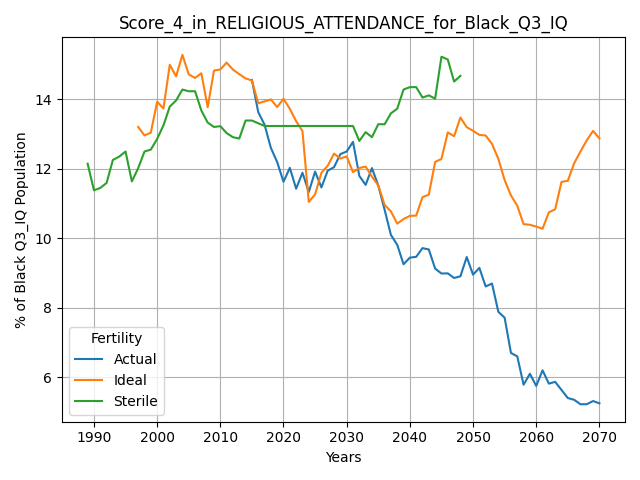 Score_4_in_RELIGIOUS_ATTENDANCE_for_Black_Q3_IQ
% of Black Q3_IQ Population
14
12
10
8
6
Fertility
Actual
Ideal
Sterile
1990 2000 2010 2020 2030 2040 2050 2060 2070
Years